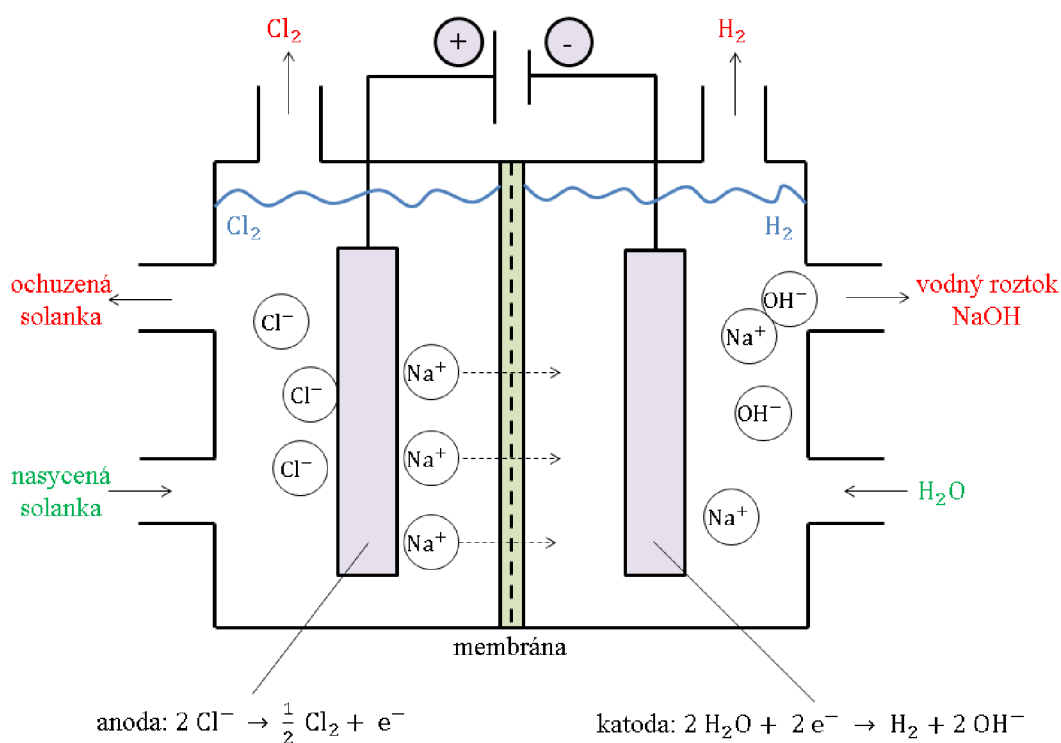 Cl₂
+
-
H₂
Cl₂
H₂
ochuzená
solanka
Cl⁻
Cl⁻
Cl⁻
Na⁺
Na⁺
Na⁺
OH⁻
Na⁺
OH⁻
Na⁺
vodný roztok
NaOH
nasycená
solanka
H₂O
membrána
anoda: 2 Cl⁻ → ½ Cl₂ + e⁻
katoda: 2 H₂O + 2 e⁻ → H₂ + 2 OH⁻